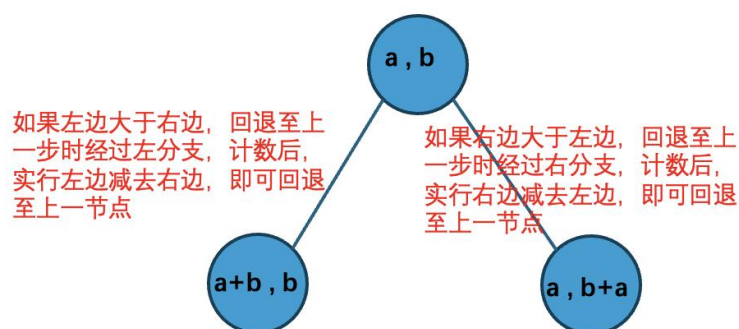 a , b
如果左边大于右边， 回退至上
一步时经过左分支， 计数后，
实行左边减去右边， 即可回退
至上一节点
如果右边大于左边， 回退至上
一步时经过右分支， 计数后，
实行右边减去左边， 即可回退
至上一节点
a+b , b
a , b+a